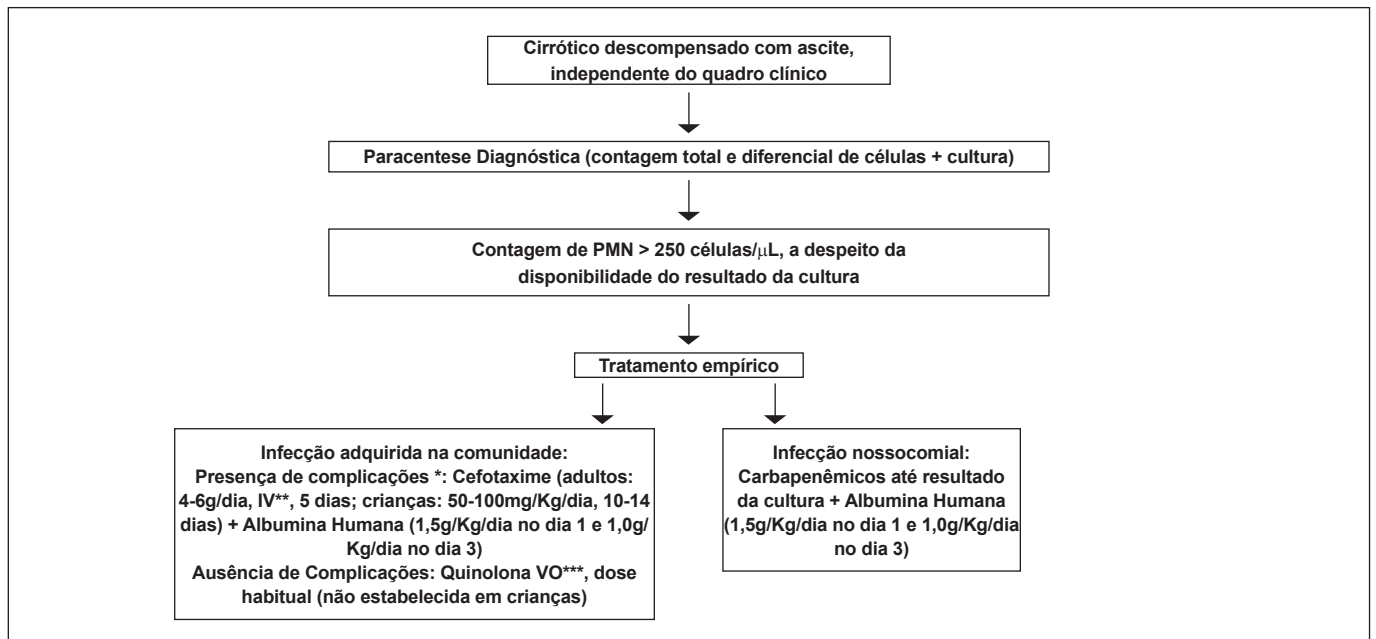 Cirrótico descompensado com ascite,
independente do quadro clínico
Paracentese Diagnóstica (contagem total e diferencial de células + cultura)
Contagem de PMN > 250 células/μL, a despeito da
disponibilidade do resultado da cultura
Tratamento empírico
Infecção adquirida na comunidade:
Presença de complicações *: Cefotaxime (adultos:
4-6g/dia, IV**, 5 dias; crianças: 50-100mg/Kg/dia, 10-14
dias) + Albumina Humana (1,5g/Kg/dia no dia 1 e 1,0g/
Kg/dia no dia 3)
Ausência de Complicações: Quinolona VO***, dose
habitual (não estabelecida em crianças)
Infecção nossocomial:
Carbapenêmicos até resultado
da cultura + Albumina Humana
(1,5g/Kg/dia no dia 1 e 1,0g/Kg/dia
no dia 3)